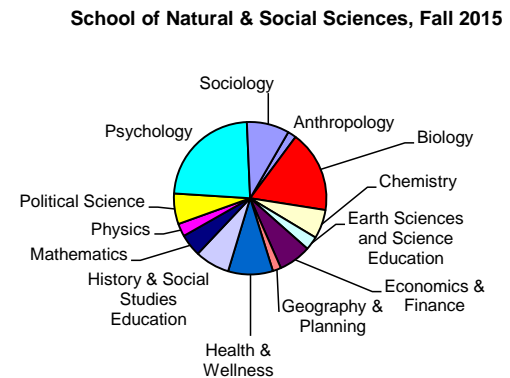 School of Natural & Social Sciences, Fall 2015
Sociology
Anthropology
Psychology
Biology
Chemistry
Political Science
Earth Sciences
and Science
Education
Physics
Mathematics
History & Social
Studies
Education
Economics &
Finance
Geography &
Planning
Health &
Wellness